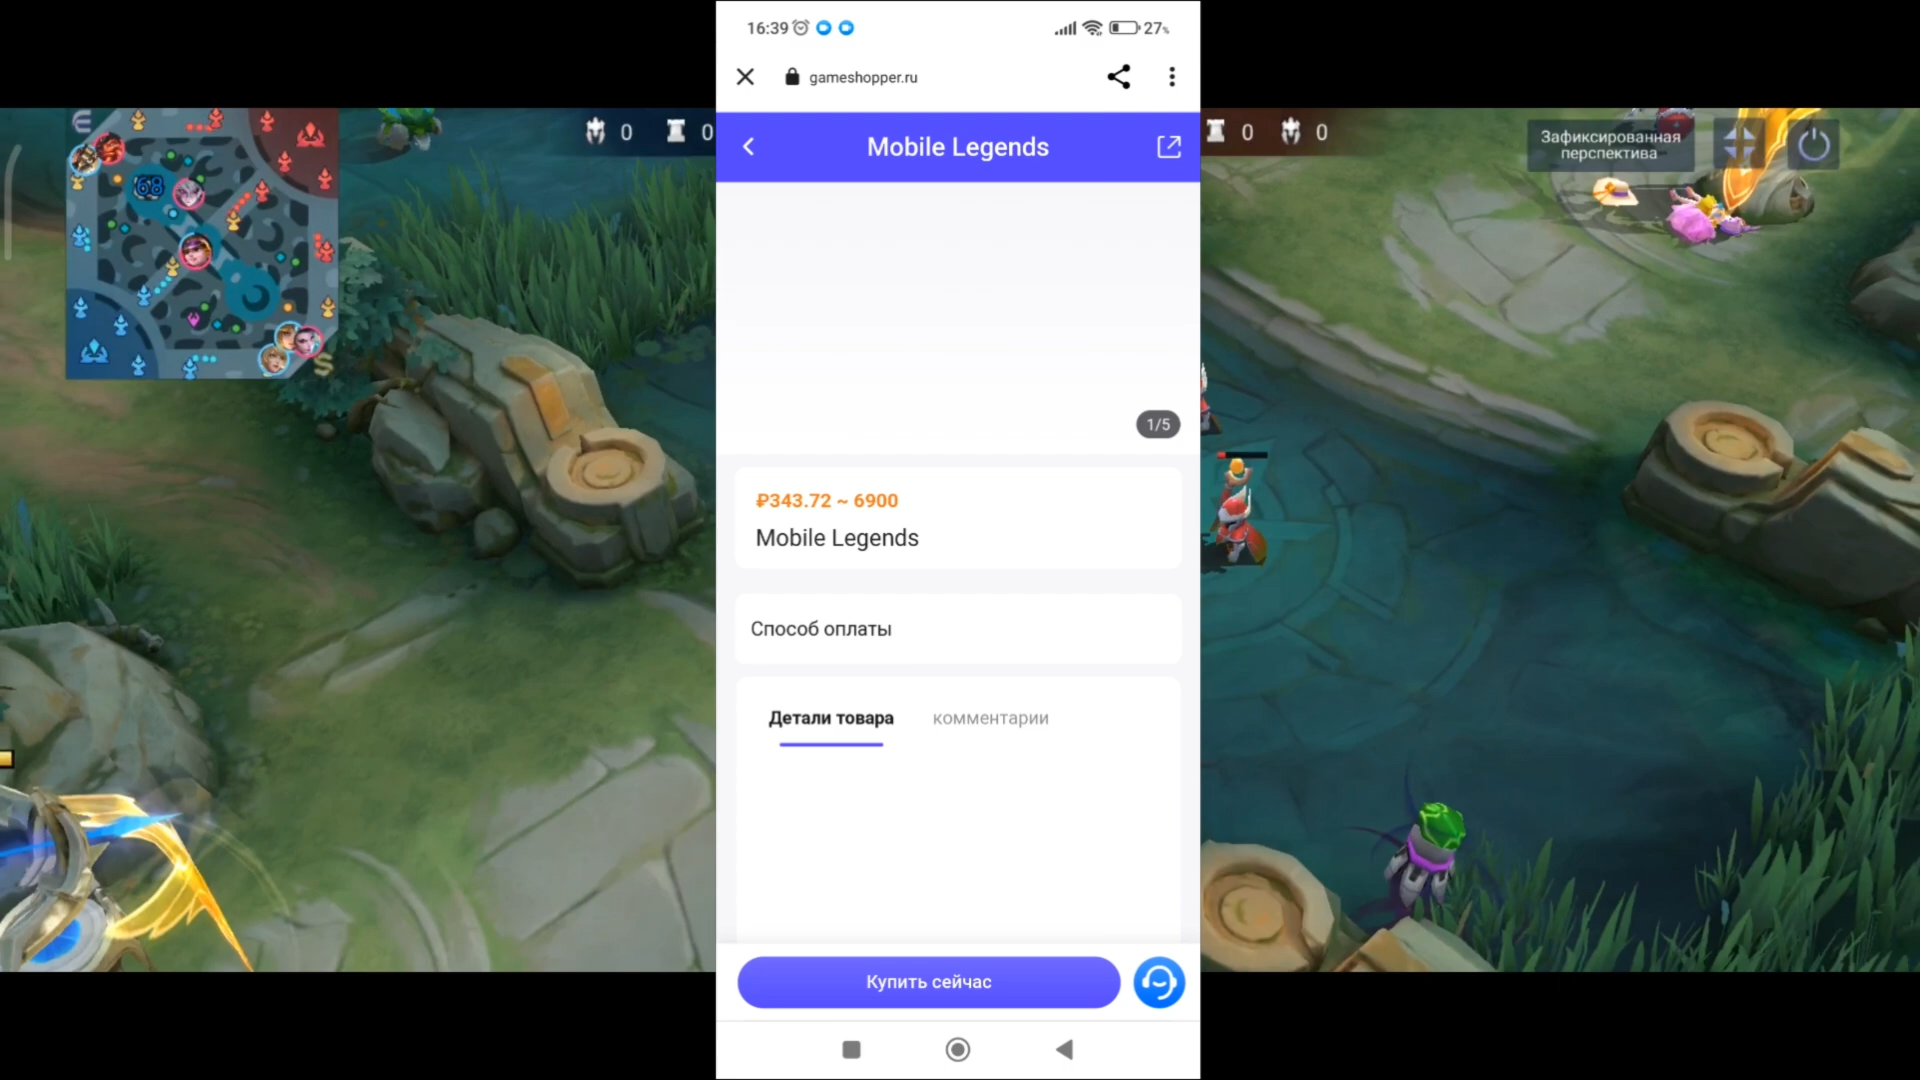 16:39
27%
gameshopper.ru
Mobile Legends
0
0
0
0
Зафиксированная
перспектива
68
1/5
₽343.72 ~ 6900
Mobile Legends
Способ оплаты
Детали товара
комментарии
Купить сейчас